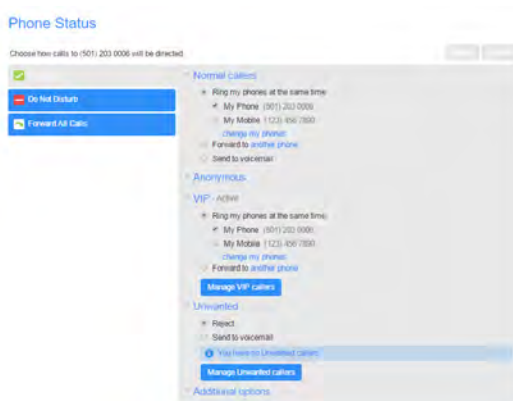 Phone Status
Choose how calls to (501) 203 0006 will be directed.
Do Not Disturb
Forward All Calls
Normal callers
Ring my phones at the same time
My Phone (501) 203 0006
My Mobile (123) 456 7890
change my phones
Forward to another phone
Send to voicemail
Anonymous
VIP - Active
Ring my phones at the same time
My Phone (501) 203 0006
My Mobile (123) 456 7890
change my phones
Forward to another phone
Manage VIP callers
Unwanted
Reject
Send to voicemail
You have no Unwanted callers
Manage Unwanted callers
Additional options